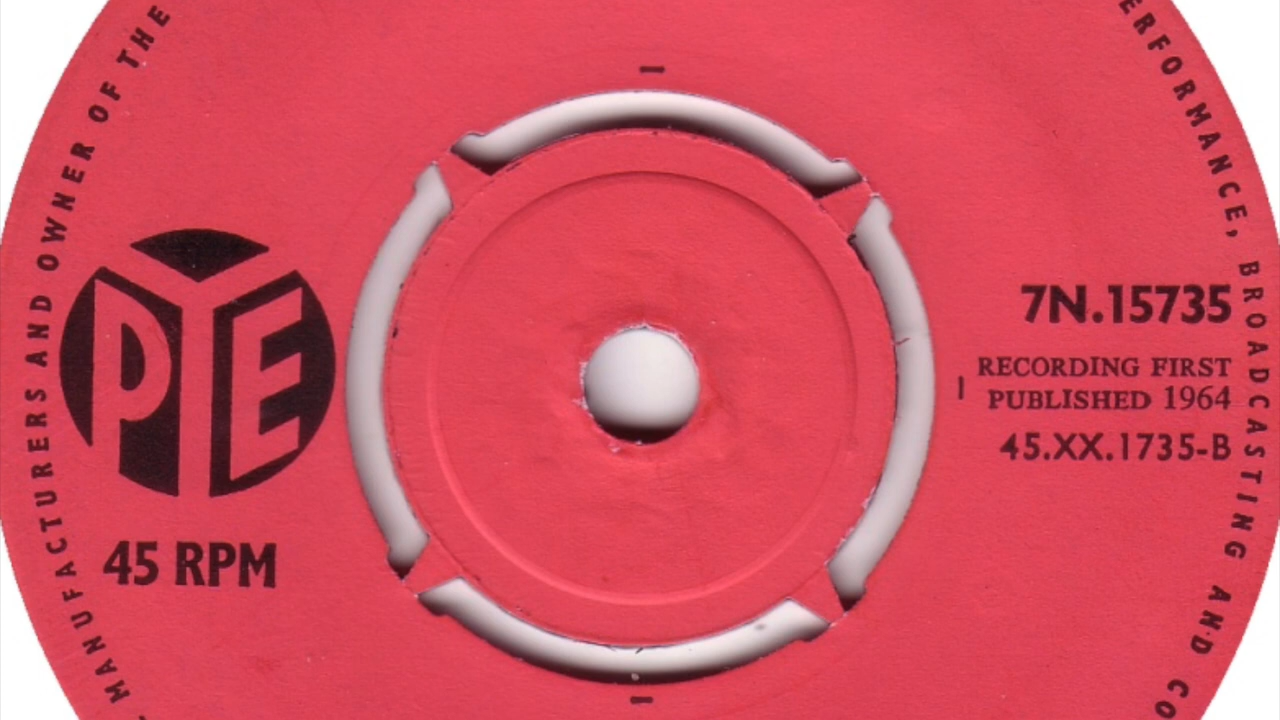 MANUFACTURERS AND OWNER OF THE
PYE
45 RPM
7N.15735
RECORDING FIRST
PUBLISHED 1964
45.XX.1735-B
ERFORMANCE, BROADCASTING AND CO